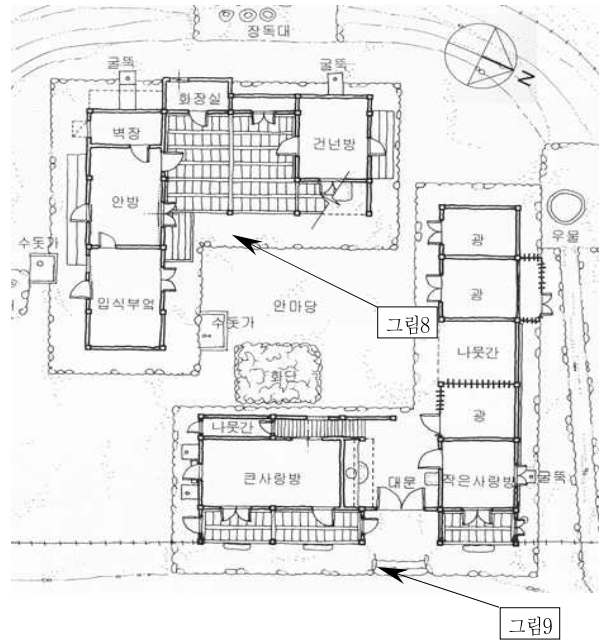 장독대
굴뚝
굴뚝
화장실
N
벽장
건넌방
안방
광
우물
수돗가
광
입식부엌
안마당
그림8
수돗가
나뭇간
화단
광
나뭇간
큰사랑방
대문
작은사랑방
굴뚝
그림9